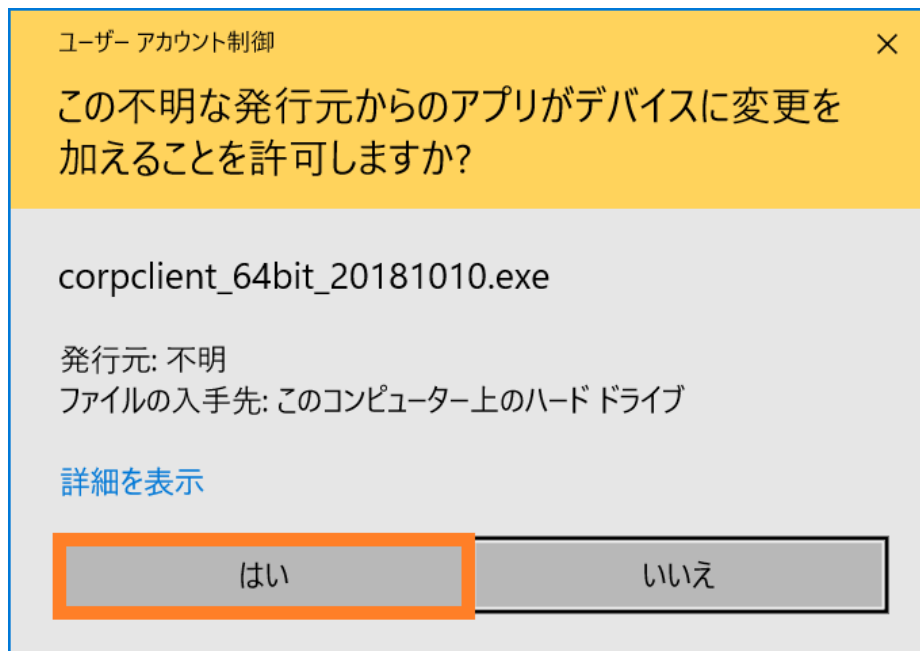 ユーザー アカウント制御
この不明な発行元からのアプリがデバイスに変更を
加えることを許可しますか?
corpclient_64bit_20181010.exe
発行元: 不明
ファイルの入手先: このコンピューター上のハード ドライブ
詳細を表示
はい
いいえ